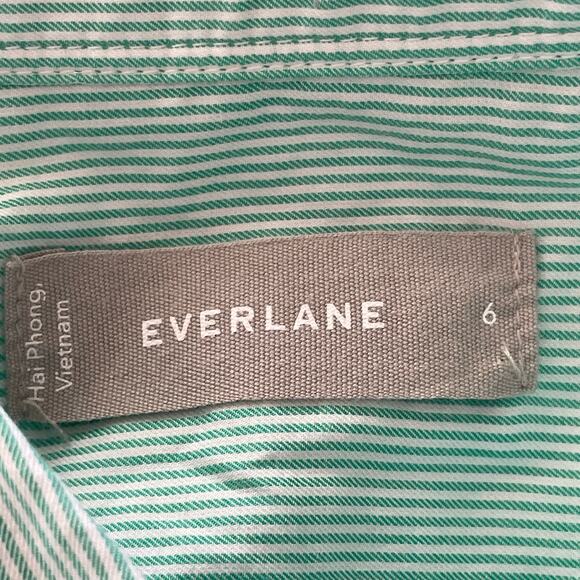 Hai Phong,
Vietnam
EVERLANE
6